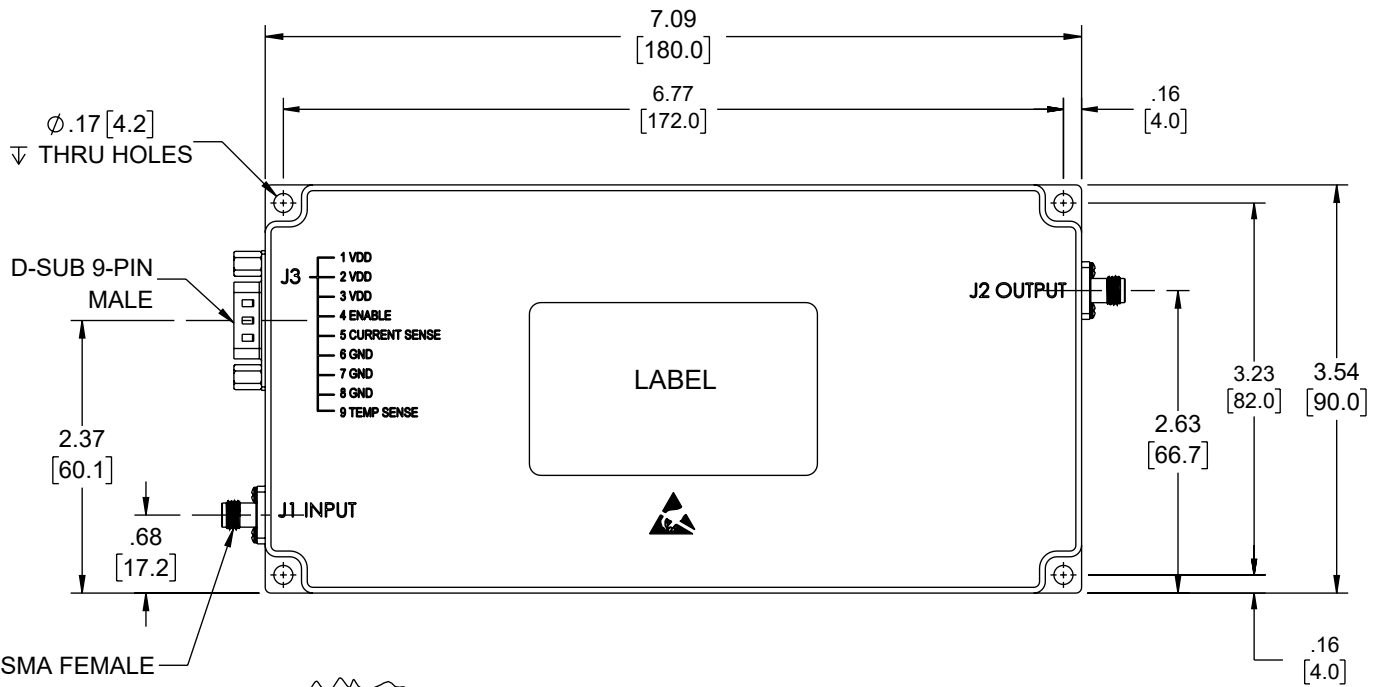 7.09
[180.0]
6.77
[172.0]
.16
[4.0]
⌀.17[4.2]
↧ THRU HOLES
D-SUB 9-PIN
MALE
J3
1 VDD
2 VDD
3 VDD
4 ENABLE
5 CURRENT SENSE
6 GND
7 GND
8 GND
9 TEMP SENSE
J2 OUTPUT
LABEL
3.23
[82.0]
3.54
[90.0]
2.63
[66.7]
2.37
[60.1]
J1 INPUT
.68
[17.2]
SMA FEMALE
.16
[4.0]